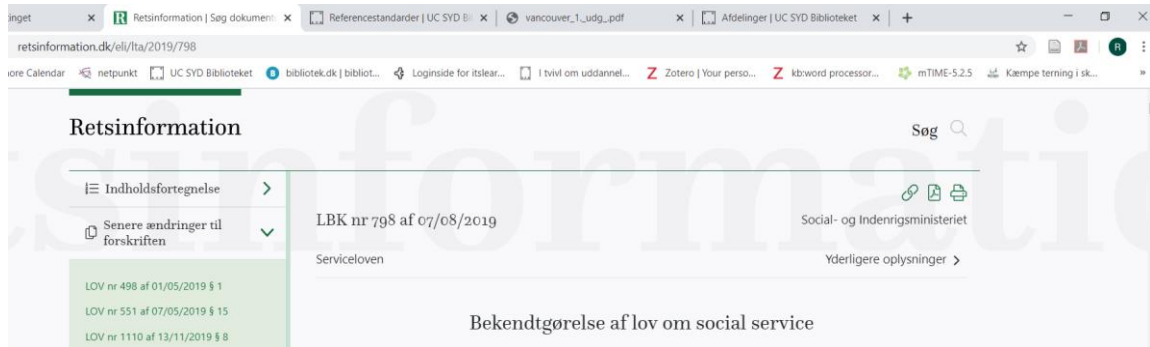 inget
Retsinformation | Søg dokument
Referencestandarder | UC SYD Bi
vancouver_1._udg_.pdf
Afdelinger | UC SYD Biblioteket
retsinformation.dk/eli/lta/2019/798
R
nore Calendar
netpunkt
UC SYD Biblioteket
bibliotek.dk | bibliot...
Loginside for itslear...
I tvivl om uddannel...
Zotero | Your perso...
kb:word processor...
mTIME-5.2.5
Kæmpe terning i sk...
tsinformatio
Retsinformation
Søg
Indholdsfortegnelse
Senere ændringer til
forskriften
LOV nr 498 af 01/05/2019 § 1
LOV nr 551 af 07/05/2019 § 15
LOV nr 1110 af 13/11/2019 § 8
LBK nr 798 af 07/08/2019
Social- og Indenrigsministeriet
Serviceloven
Yderligere oplysninger
Bekendtgørelse af lov om social service